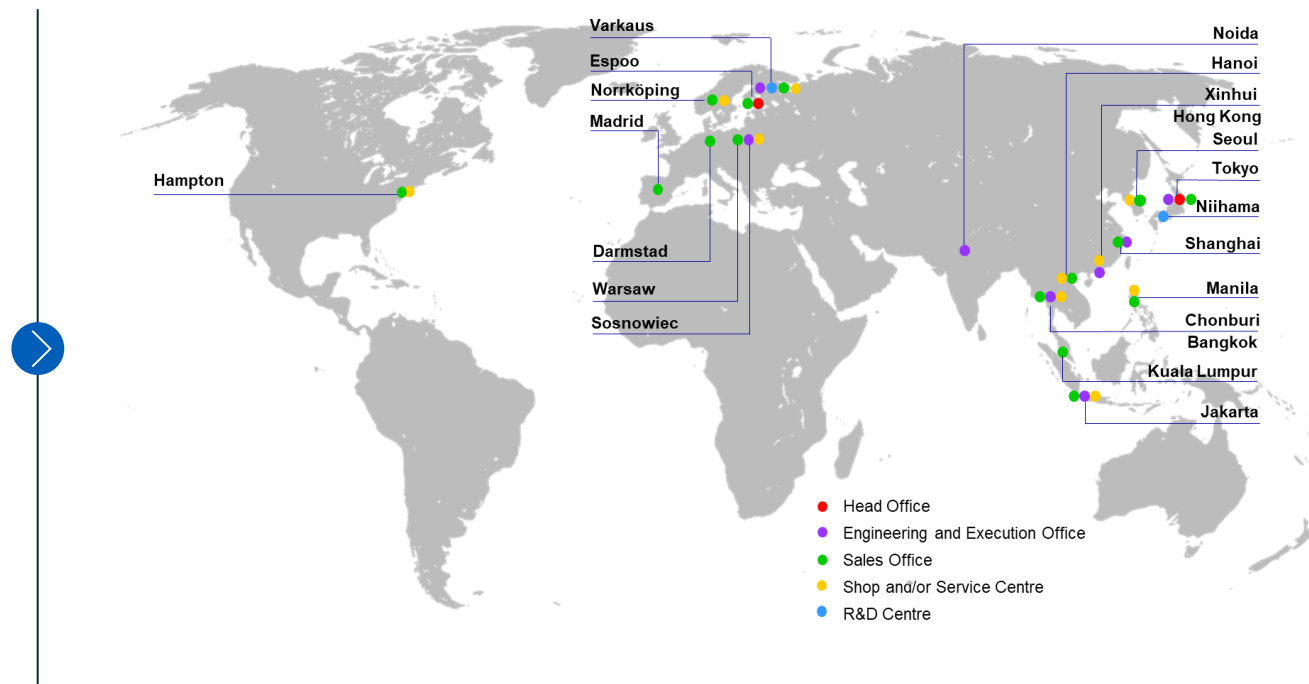 Varkaus
Espoo
Norrköping
Madrid
Hampton
Darmstad
Warsaw
Sosnowiec
Noida
Hanoi
Xinhui
Hong Kong
Seoul
Tokyo
Niihama
Shanghai
Manila
Chonburi
Bangkok
Kuala Lumpur
Jakarta
Head Office
Engineering and Execution Office
Sales Office
Shop and/or Service Centre
R&D Centre